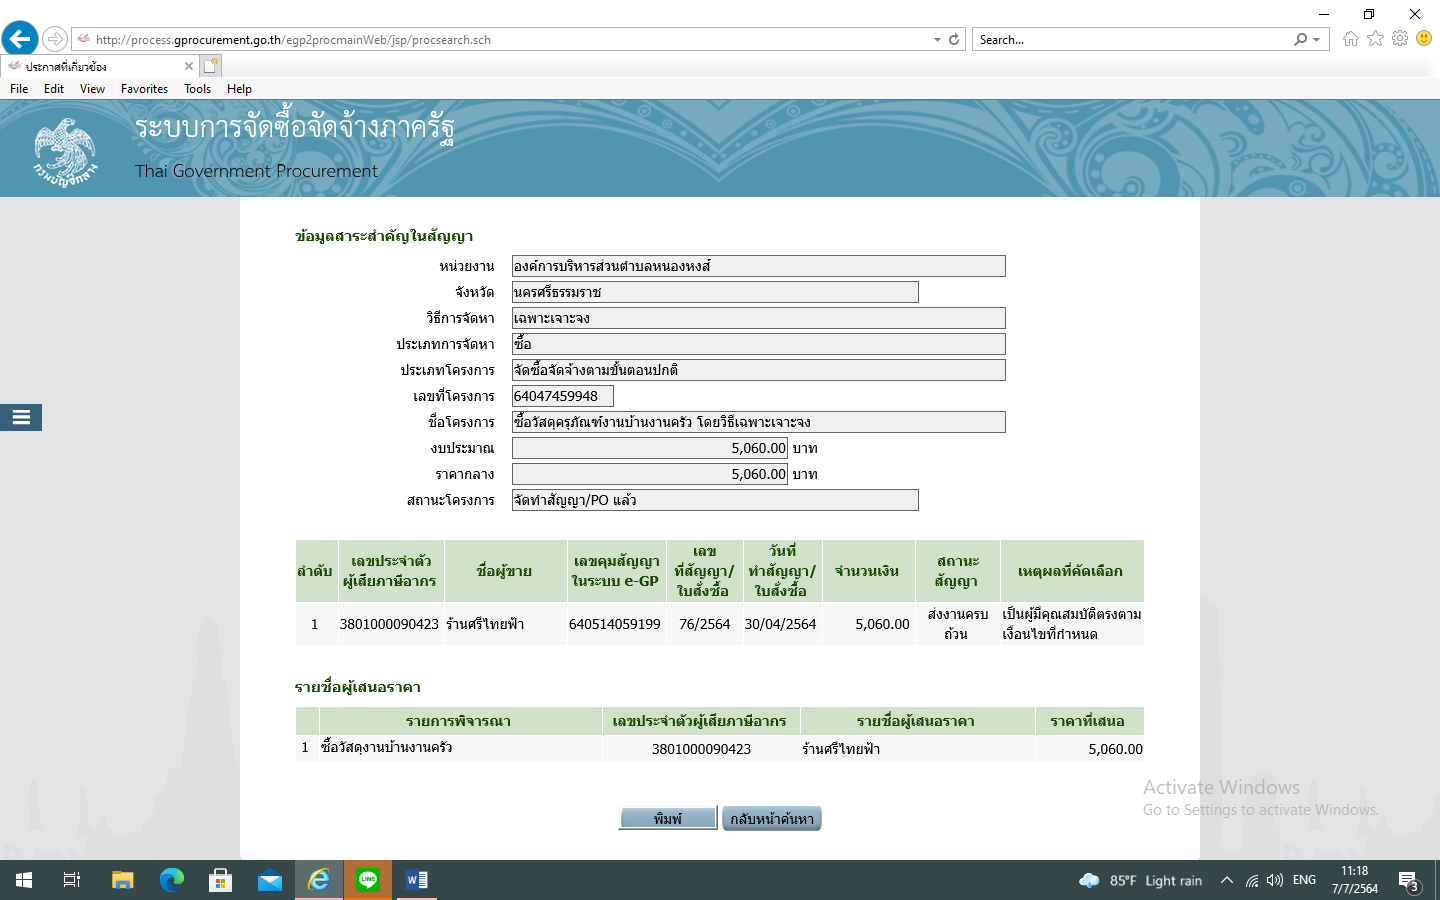 http://process.gprocurement.go.th/egp2procmainWeb/jsp/procsearch.sch
Search...
ประกาศที่เกี่ยวข้อง
File Edit View Favorites Tools Help
ระบบการจัดซื้อจัดจ้างภาครัฐ
Thai Government Procurement
กรมบัญชีกลาง
ข้อมูลสาระสำคัญในสัญญา
หน่วยงาน องค์การบริหารส่วนตำบลหนองหงส์
จังหวัด นครศรีธรรมราช
วิธีการจัดหา เฉพาะเจาะจง
ประเภทการจัดหา ซื้อ
ประเภทโครงการ จัดซื้อจัดจ้างตามขั้นตอนปกติ
เลขที่โครงการ 64047459948
ชื่อโครงการ ซื้อวัสดุครุภัณฑ์งานบ้านงานครัว โดยวิธีเฉพาะเจาะจง
งบประมาณ 5,060.00 บาท
ราคากลาง 5,060.00 บาท
สถานะโครงการ จัดทำสัญญา/PO แล้ว
ลำดับ เลขประจำตัวผู้เสียภาษีอากร ชื่อผู้ขาย เลขคุมสัญญาในระบบ e-GP เลขที่สัญญา/ใบสั่งซื้อ วันที่ทำสัญญา/ใบสั่งซื้อ จำนวนเงิน สถานะสัญญา เหตุผลที่คัดเลือก
1 3801000090423 ร้านศรีไทยฟ้า 640514059199 76/2564 30/04/2564 5,060.00 ส่งงานครบถ้วน เป็นผู้มีคุณสมบัติตรงตามเงื่อนไขที่กำหนด
รายชื่อผู้เสนอราคา
รายการพิจารณา เลขประจำตัวผู้เสียภาษีอากร รายชื่อผู้เสนอราคา ราคาที่เสนอ
1 ซื้อวัสดุงานบ้านงานครัว 3801000090423 ร้านศรีไทยฟ้า 5,060.00
พิมพ์ กลับหน้าค้นหา
Activate Windows
Go to Settings to activate Windows.
LINE
85°F Light rain ENG
11:18
7/7/2564
3